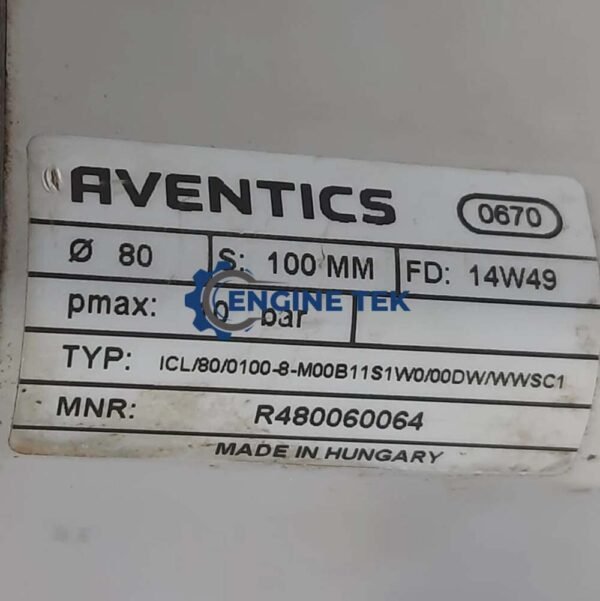 AVENTICS 0670
Ø 80 S: 100 MM FD: 14W49
pmax: bar
ENGINE TEK
TYP: ICL/80/0100-8-M00B11S1W0/00DW/WWSC1
MNR: R480060064
MADE IN HUNGARY